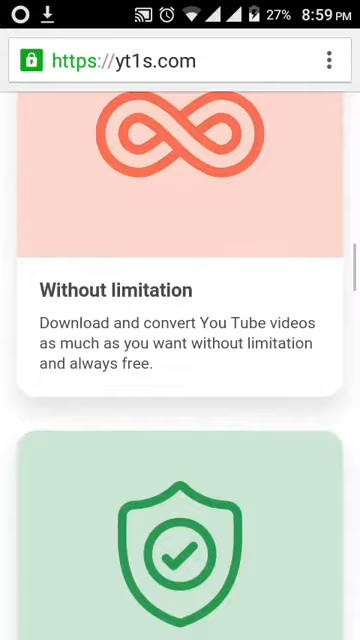 27% 8:59 PM
https://yt1s.com
Without limitation
Download and convert You Tube videos
as much as you want without limitation
and always free.